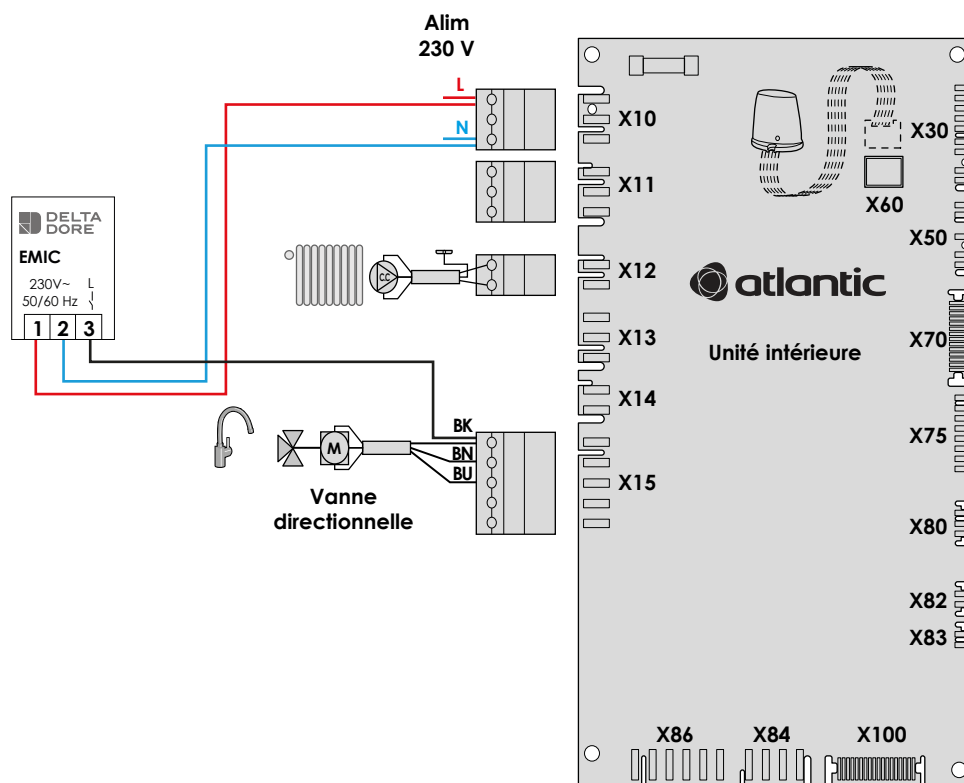 Alim
230 V
L
N
X10
X11
X12
X13
X14
X15
X30
X60
X50
X70
X75
X80
X82
X83
X86
X84
X100
atlantic
Unité intérieure
DELTA
DORE
EMIC
230V~ L
50/60 Hz
1 2 3
CC
BK
BN
BU
M
Vanne
directionnelle